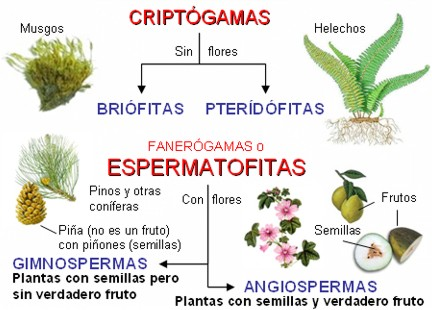 CRIPTÓGAMAS
Musgos
Helechos
Sin flores
BRIÓFITAS
PTERÍDÓFITAS
FANERÓGAMAS o
ESPERMATOFITAS
Pinos y otras
coníferas
Con flores
Frutos
Piña (no es un fruto)
con piñones (semillas)
Semillas
GIMNOSPERMAS
Plantas con semillas pero
sin verdadero fruto
ANGIOSPERMAS
Plantas con semillas y verdadero fruto